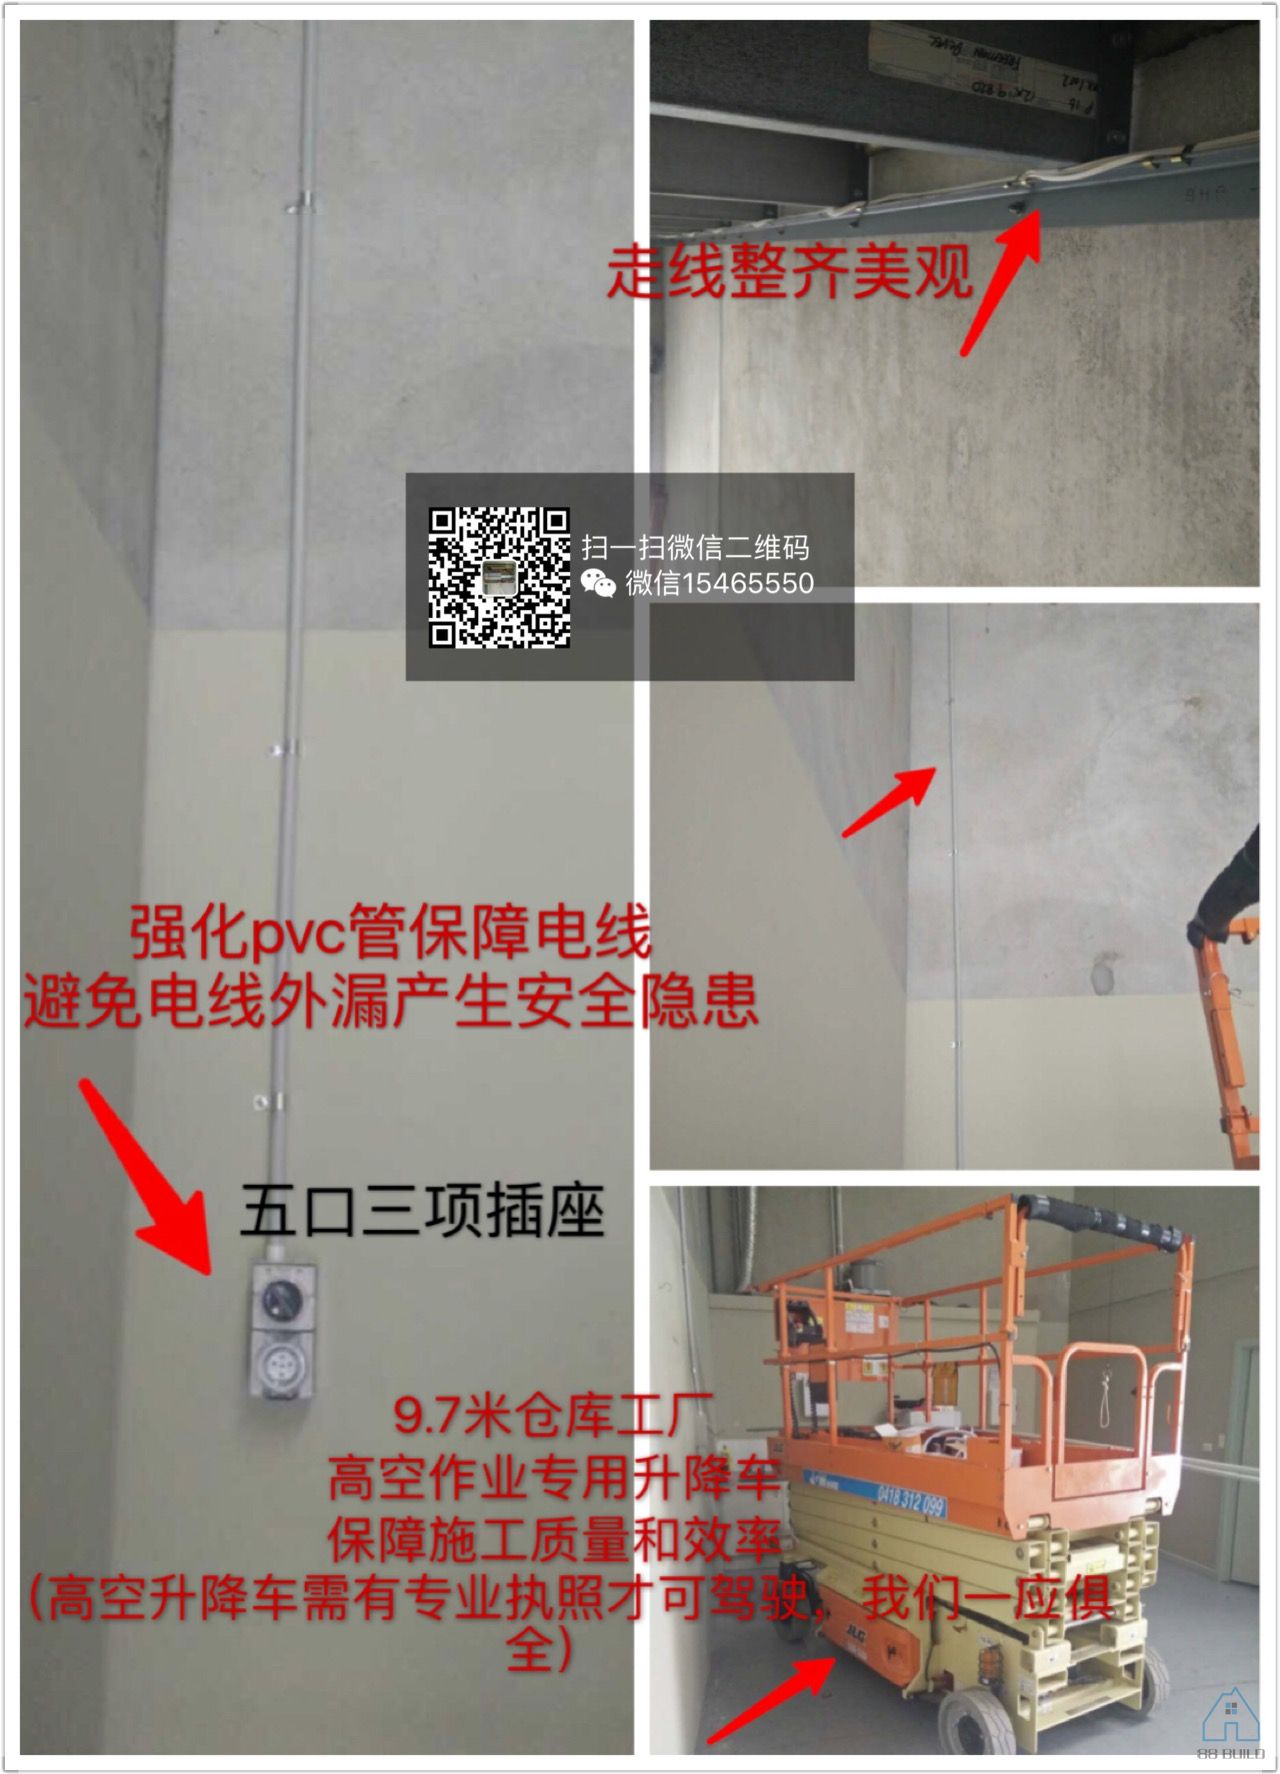 走线整齐美观
扫一扫微信二维码
微信15465550
强化pvc管保障电线
避免电线外漏产生安全隐患
五口三项插座
9.7米仓库工厂
高空作业专用升降车
保障施工质量和效率
（高空升降车需有专业执照才可驾驶，我们一应俱
全）
0418 312 099
JLG
88 BUILD